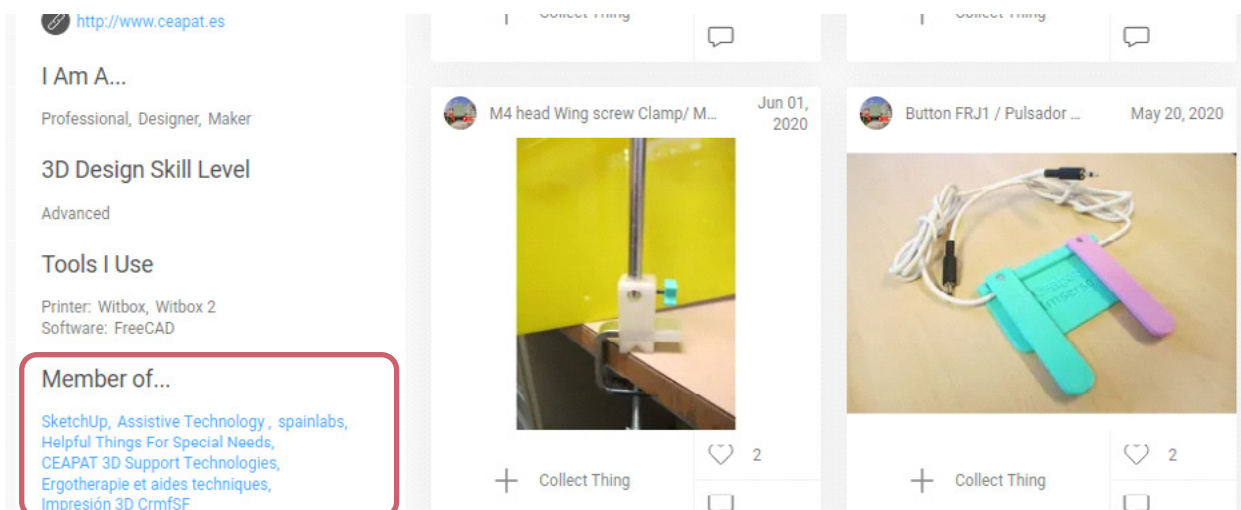 http://www.ceapat.es
I Am A...
Professional, Designer, Maker
3D Design Skill Level
Advanced
Tools I Use
Printer: Witbox, Witbox 2
Software: FreeCAD
Member of...
SketchUp, Assistive Technology , spainlabs,
Helpful Things For Special Needs,
CEAPAT 3D Support Technologies,
Ergotherapie et aides techniques,
Impresión 3D CrmfSF
Collect Thing
M4 head Wing screw Clamp/ M...
Jun 01,
2020
2
Collect Thing
Collect Thing
Button FRJ1 / Pulsador ...
May 20, 2020
Ceapat
Imserso
2
Collect Thing